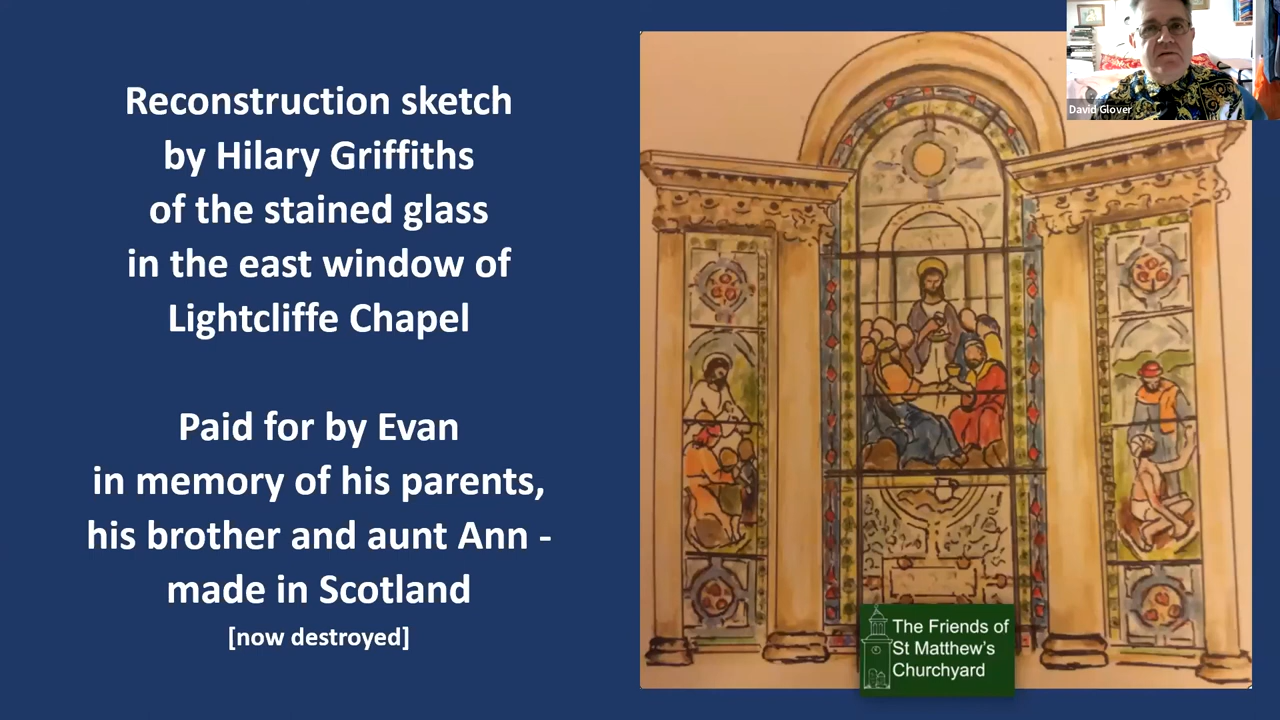 Reconstruction sketch
by Hilary Griffiths
of the stained glass
in the east window of
Lightcliffe Chapel
Paid for by Evan
in memory of his parents,
his brother and aunt Ann -
made in Scotland
[now destroyed]
David Glover
The Friends of
St Matthew's
Churchyard